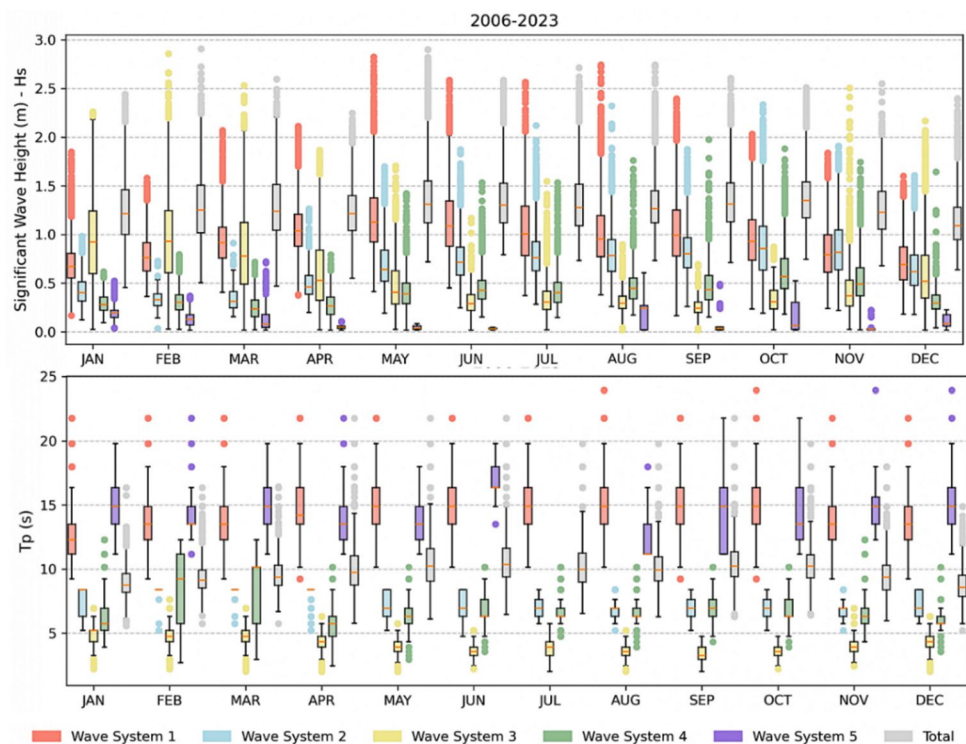 2006-2023
Significant Wave Height (m) - Hs
3.0
2.5
2.0
1.5
1.0
0.5
0.0
JAN FEB MAR APR MAY JUN JUL AUG SEP OCT NOV DEC
Tp (s)
25
20
15
10
5
JAN FEB MAR APR MAY JUN JUL AUG SEP OCT NOV DEC
Wave System 1 Wave System 2 Wave System 3 Wave System 4 Wave System 5 Total